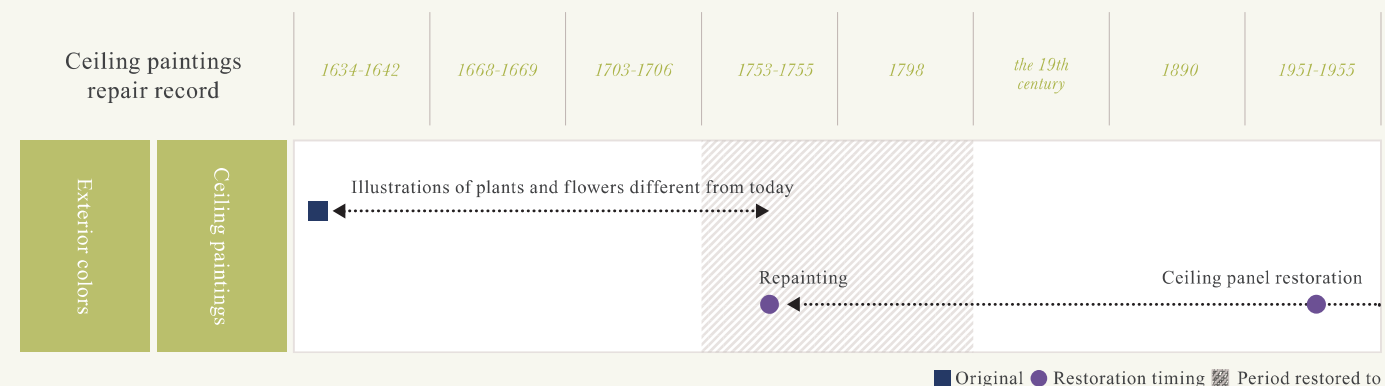 Ceiling paintings
repair record
1634-1642
1668-1669
1703-1706
1753-1755
1798
the 19th
century
1890
1951-1955
Exterior colors
Ceiling paintings
Illustrations of plants and flowers different from today
Repainting
Ceiling panel restoration
Original
Restoration timing
Period restored to